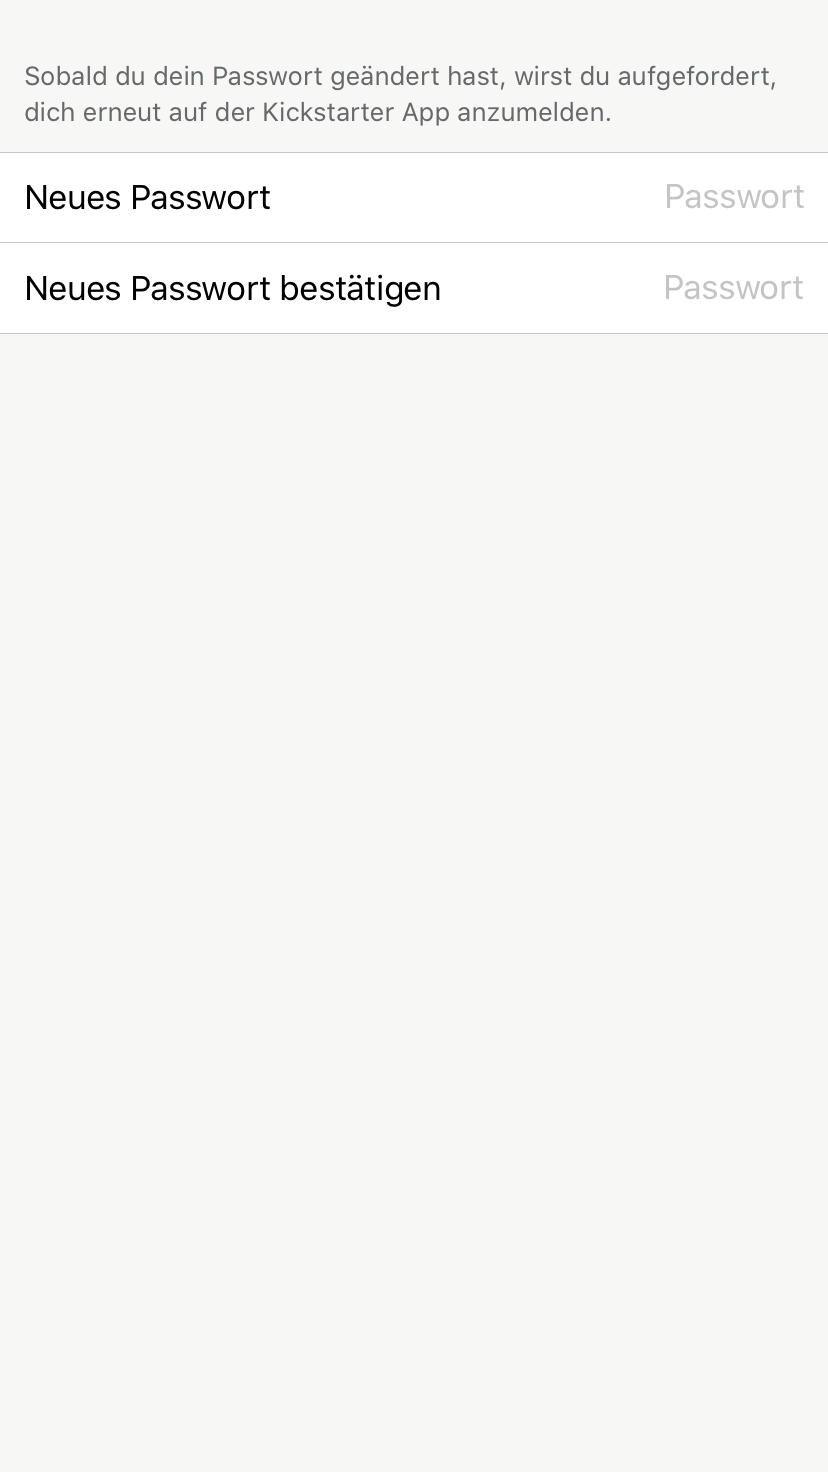 Sobald du dein Passwort geändert hast, wirst du aufgefordert,
dich erneut auf der Kickstarter App anzumelden.
Neues Passwort Passwort
Neues Passwort bestätigen Passwort